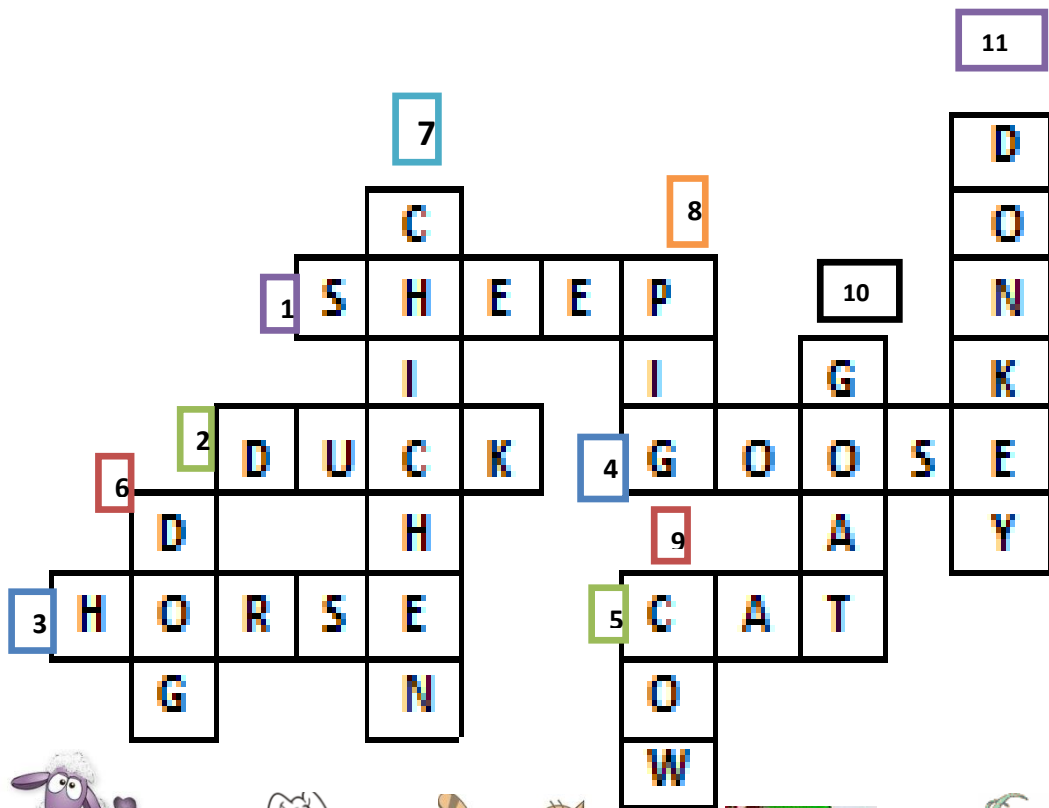 11
7 D
C 8 O
1 S H E E P 10 N
I I G K
2 D U C K 4 G O O S E
6
D H 9 A Y
3 H O R S E 5 C A T
G N O
W